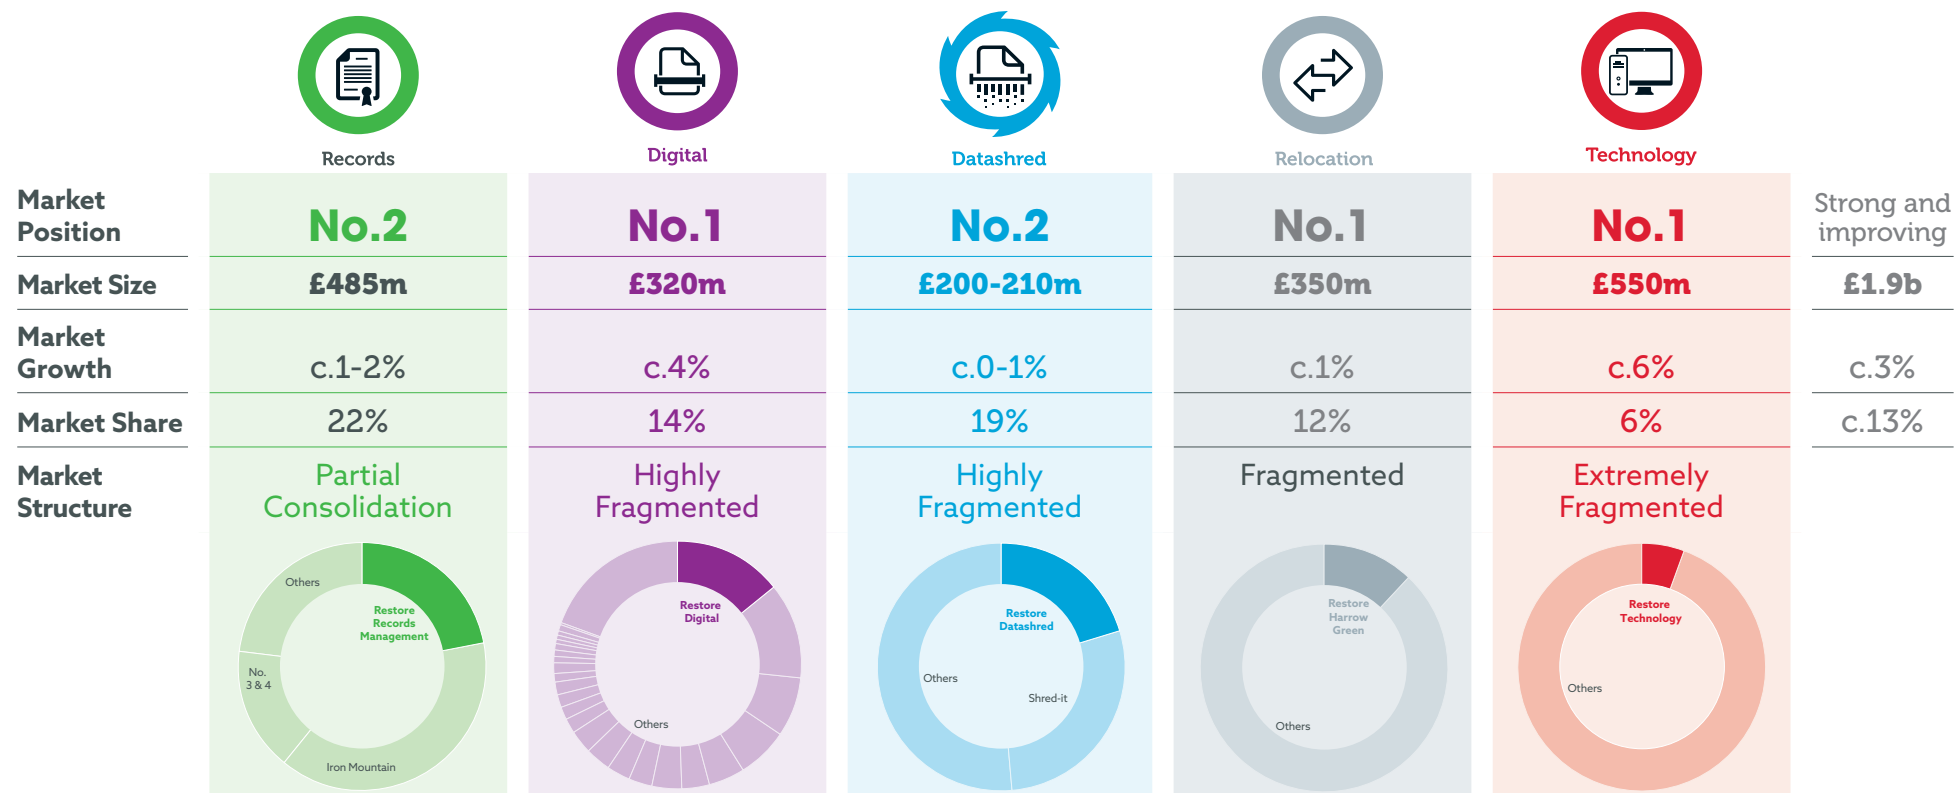 Records
Digital
Datashred
Relocation
Technology
Market
Position
No.2
No.1
No.2
No.1
No.1
Strong and
improving
Market Size
£485m
£320m
£200-210m
£350m
£550m
£1.9b
Market
Growth
c.1-2%
c.4%
c.0-1%
c.1%
c.6%
c.3%
Market Share
22%
14%
19%
12%
6%
c.13%
Market
Structure
Partial
Consolidation
Highly
Fragmented
Highly
Fragmented
Fragmented
Extremely
Fragmented
Others
Restore
Records
Management
No.
3 & 4
Iron Mountain
Restore
Digital
Others
Restore
Datashred
Others
Shred-it
Restore
Harrow
Green
Others
Restore
Technology
Others